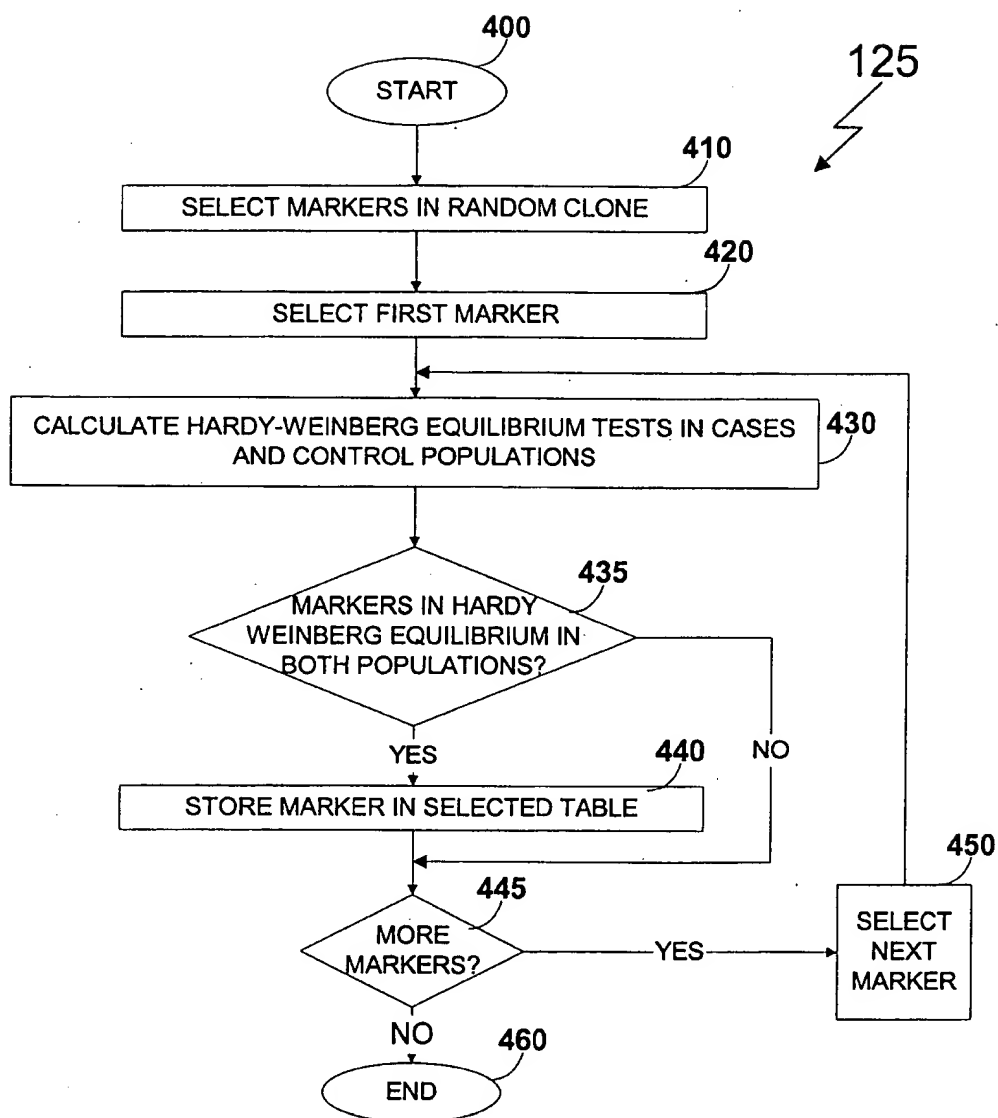 400
START
125
410
SELECT MARKERS IN RANDOM CLONE
420
SELECT FIRST MARKER
CALCULATE HARDY-WEINBERG EQUILIBRIUM TESTS IN CASES
AND CONTROL POPULATIONS
430
435
MARKERS IN HARDY
WEINBERG EQUILIBRIUM IN
BOTH POPULATIONS?
YES
NO
440
STORE MARKER IN SELECTED TABLE
450
445
MORE
MARKERS?
YES
SELECT
NEXT
MARKER
NO
460
END